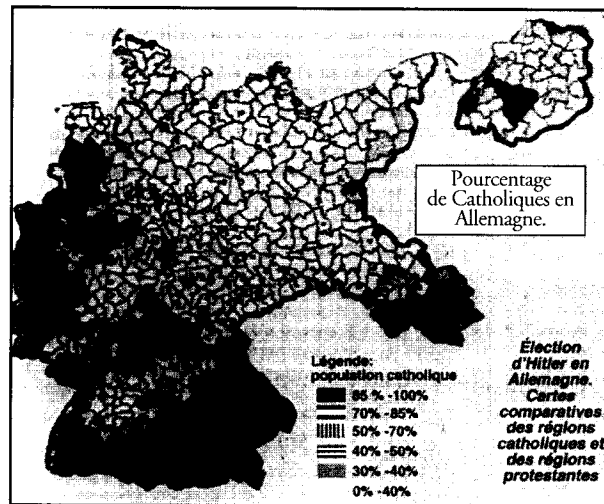 Pourcentage
de Catholiques en
Allemagne.
Légende:
population catholique
85 % -100%
70% - 85%
50% -70%
40% -50%
30% -40%
0% -40%
Élection
d'Hitler en
Allemagne.
Cartes
comparatives
des régions
catholiques et
des régions
protestantes